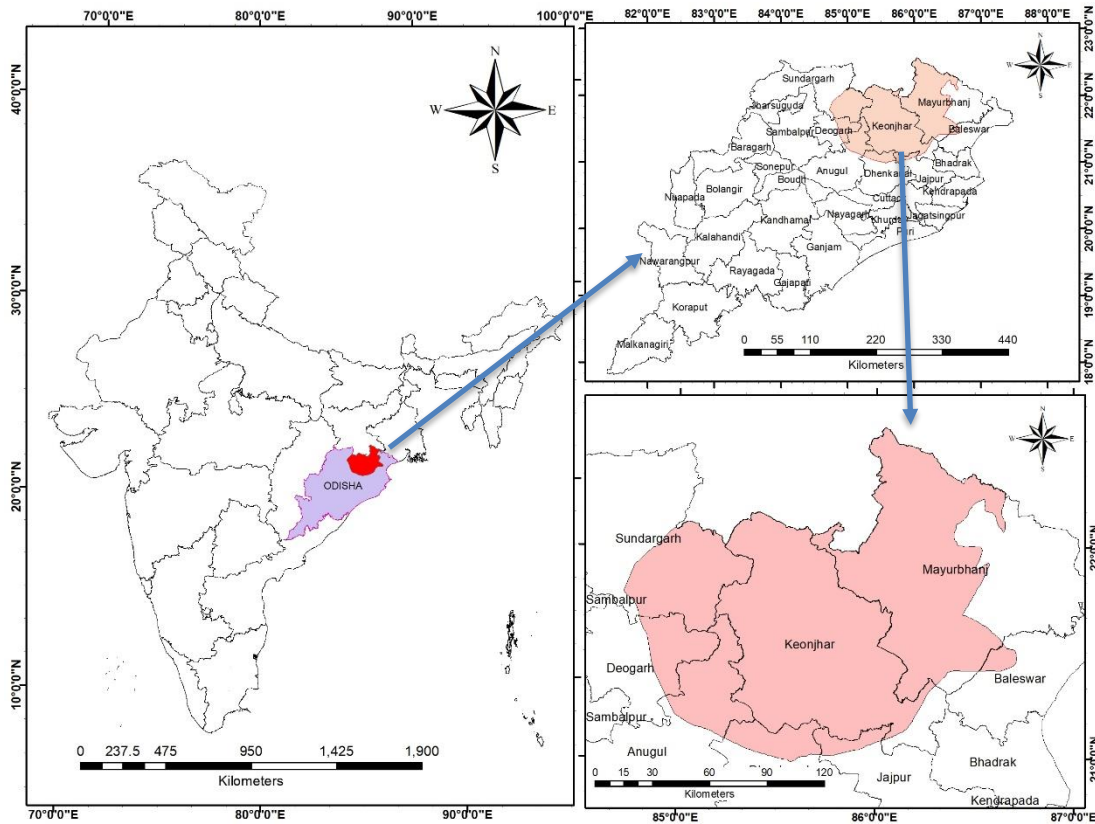 70°0'0"E 80°0'0"E 90°0'0"E 100°0'0"E
40°0'0"N
30°0'0"N
20°0'0"N
10°0'0"N
N
W E
S
ODISHA
0 237.5 475 950 1,425 1,900
Kilometers
70°0'0"E 80°0'0"E 90°0'0"E
82°0'0"E 83°0'0"E 84°0'0"E 85°0'0"E 86°0'0"E 87°0'0"E 88°0'0"E
23°0'0"N
22°0'0"N
21°0'0"N
20°0'0"N
19°0'0"N
18°0'0"N
N
W E
S
Sundargarh
Jharsuguda
Mayurbhanj
Sambalpur
Deogarh
Keonjhar
Baleswar
Baragarh
Bhadrak
Sonepur
Boudh
Anugul
Dhenkanal
Jajpur
Kendrapada
Bolangir
Nuapada
Cuttack
Kandhamal
Nayagarh
Khurda
Jagatsingpur
Puri
Kalahandi
Ganjam
Nawarangpur
Rayagada
Gajapati
Koraput
Malkanagiri
0 55 110 220 330 440
Kilometers
N
W E
S
Sundargarh
Mayurbhanj
Sambalpur
Keonjhar
Deogarh
Baleswar
Sambalpur
Anugul
Bhadrak
Jajpur
Kendrapada
0 15 30 60 90 120
Kilometers
22°0'0"N
21°0'0"N
85°0'0"E 86°0'0"E 87°0'0"E